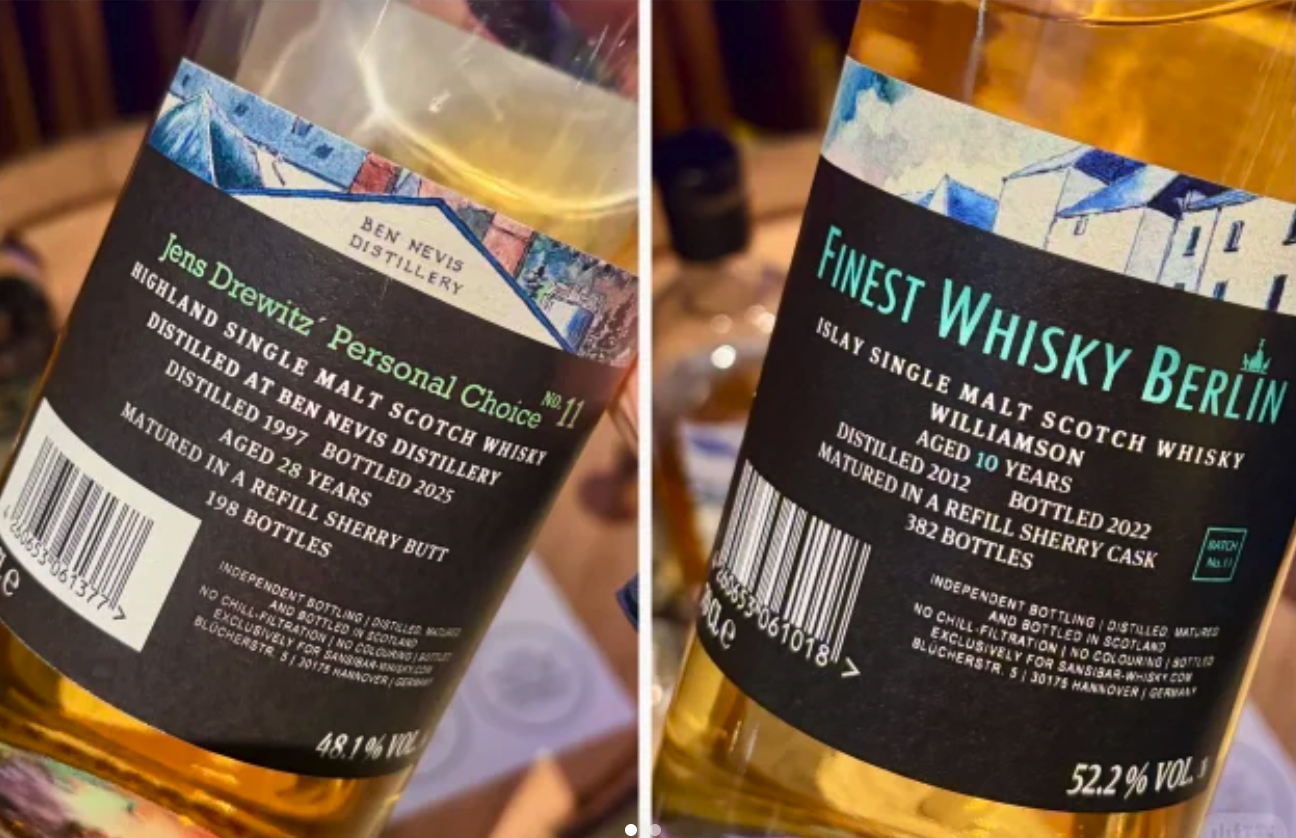 BEN NEVIS
DISTILLERY
Jens Drewitz´ Personal Choice No. 11
HIGHLAND SINGLE MALT SCOTCH WHISKY
DISTILLED AT BEN NEVIS DISTILLERY
DISTILLED 1997 BOTTLED 2025
AGED 28 YEARS
MATURED IN A REFILL SHERRY BUTT
198 BOTTLES
INDEPENDENT BOTTLING | DISTILLED, MATURED
AND BOTTLED IN SCOTLAND
NO CHILL-FILTRATION | NO COLOURING | BOTTLED
EXCLUSIVELY FOR SANSIBAR-WHISKY.COM
BLÜCHERSTR. 5 | 30175 HANNOVER | GERMANY
48.1% VOL.
FINEST WHISKY BERLIN
ISLAY SINGLE MALT SCOTCH WHISKY
WILLIAMSON
AGED 10 YEARS
DISTILLED 2012 BOTTLED 2022
MATURED IN A REFILL SHERRY CASK
382 BOTTLES
BATCH
No.11
260653 061018 >
INDEPENDENT BOTTLING | DISTILLED, MATURED
AND BOTTLED IN SCOTLAND
NO CHILL-FILTRATION | NO COLOURING | BOTTLED
EXCLUSIVELY FOR SANSIBAR-WHISKY.COM
BLÜCHERSTR. 5 | 30175 HANNOVER | GERMANY
52.2% VOL.